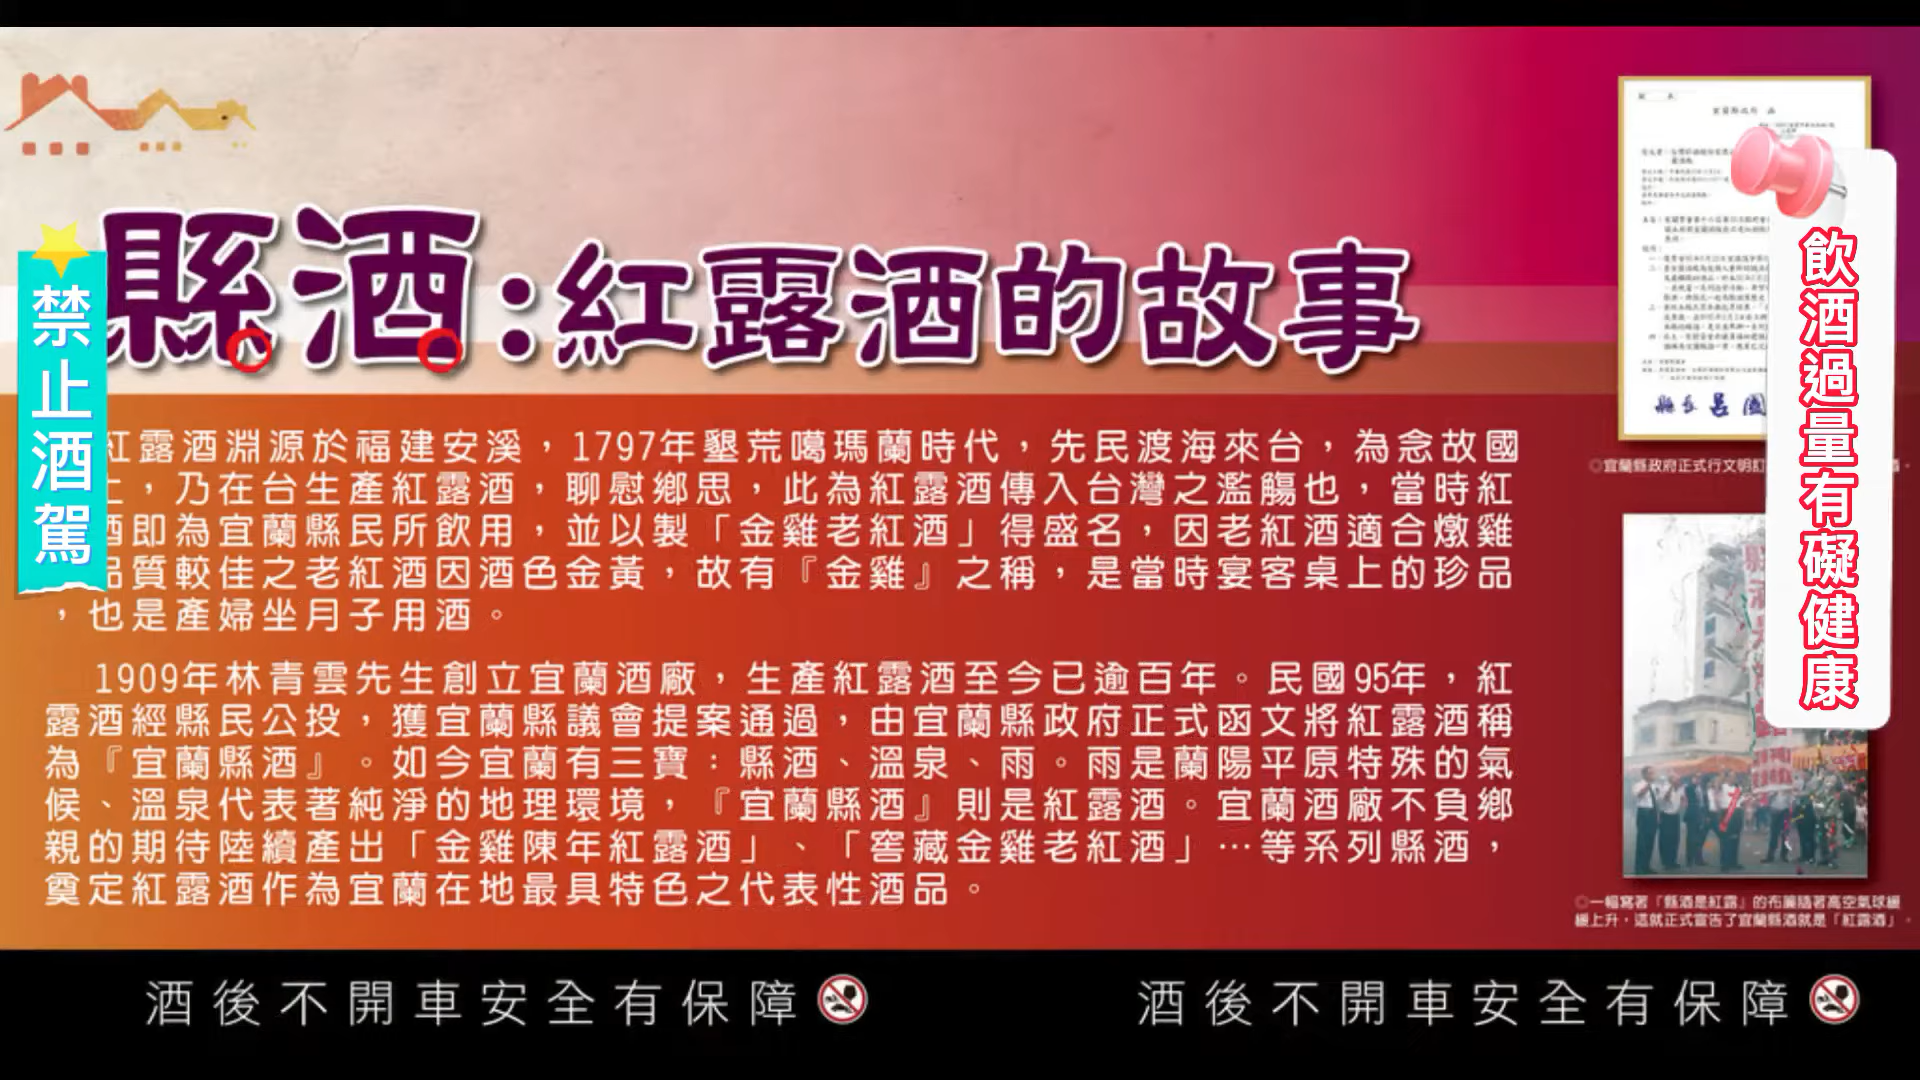 縣酒:紅露酒的故事
禁止酒駕
飲酒過量有礙健康
紅露酒淵源於福建安溪，1797年墾荒噶瑪蘭時代，先民渡海來台，為念故國
，乃在台生產紅露酒，聊慰鄉思，此為紅露酒傳入台灣之濫觴也，當時紅
酒即為宜蘭縣民所飲用，並以製「金雞老紅酒」得盛名，因老紅酒適合燉雞
品質較佳之老紅酒因酒色金黃，故有『金雞』之稱，是當時宴客桌上的珍品
，也是產婦坐月子用酒。
1909年林青雲先生創立宜蘭酒廠，生產紅露酒至今已逾百年。民國95年，紅
露酒經縣民公投，獲宜蘭縣議會提案通過，由宜蘭縣政府正式函文將紅露酒稱
為『宜蘭縣酒』。如今宜蘭有三寶：縣酒、溫泉、雨。雨是蘭陽平原特殊的氣
候、溫泉代表著純淨的地理環境，『宜蘭縣酒』則是紅露酒。宜蘭酒廠不負鄉
親的期待陸續產出「金雞陳年紅露酒」、「窖藏金雞老紅酒」…等系列縣酒，
奠定紅露酒作為宜蘭在地最具特色之代表性酒品。
◎宜蘭縣政府正式行文明訂
◎一幅寫著「縣酒是紅露」的布簾隨著高空氣球緩
緩上升，這就正式宣告了宜蘭縣酒就是「紅露酒」。
酒後不開車安全有保障
酒後不開車安全有保障